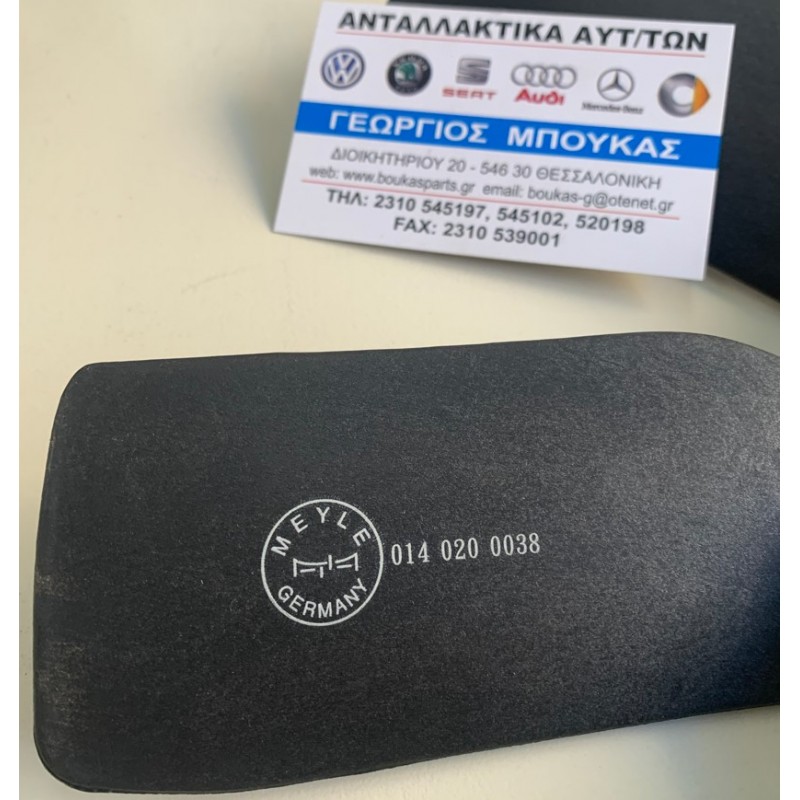 ΑΝΤΑΛΛΑΚΤΙΚΑ ΑΥΤ/ΤΩΝ
SEAT Audi Mercedes-Benz
ΓΕΩΡΓΙΟΣ ΜΠΟΥΚΑΣ
ΔΙΟΙΚΗΤΗΡΙΟΥ 20 - 546 30 ΘΕΣΣΑΛΟΝΙΚΗ
web: www.boukasparts.gr email: boukas-g@otenet.gr
ΤΗΛ: 2310 545197, 545102, 520198
FAX: 2310 539001
MEYLE
GERMANY
014 020 0038